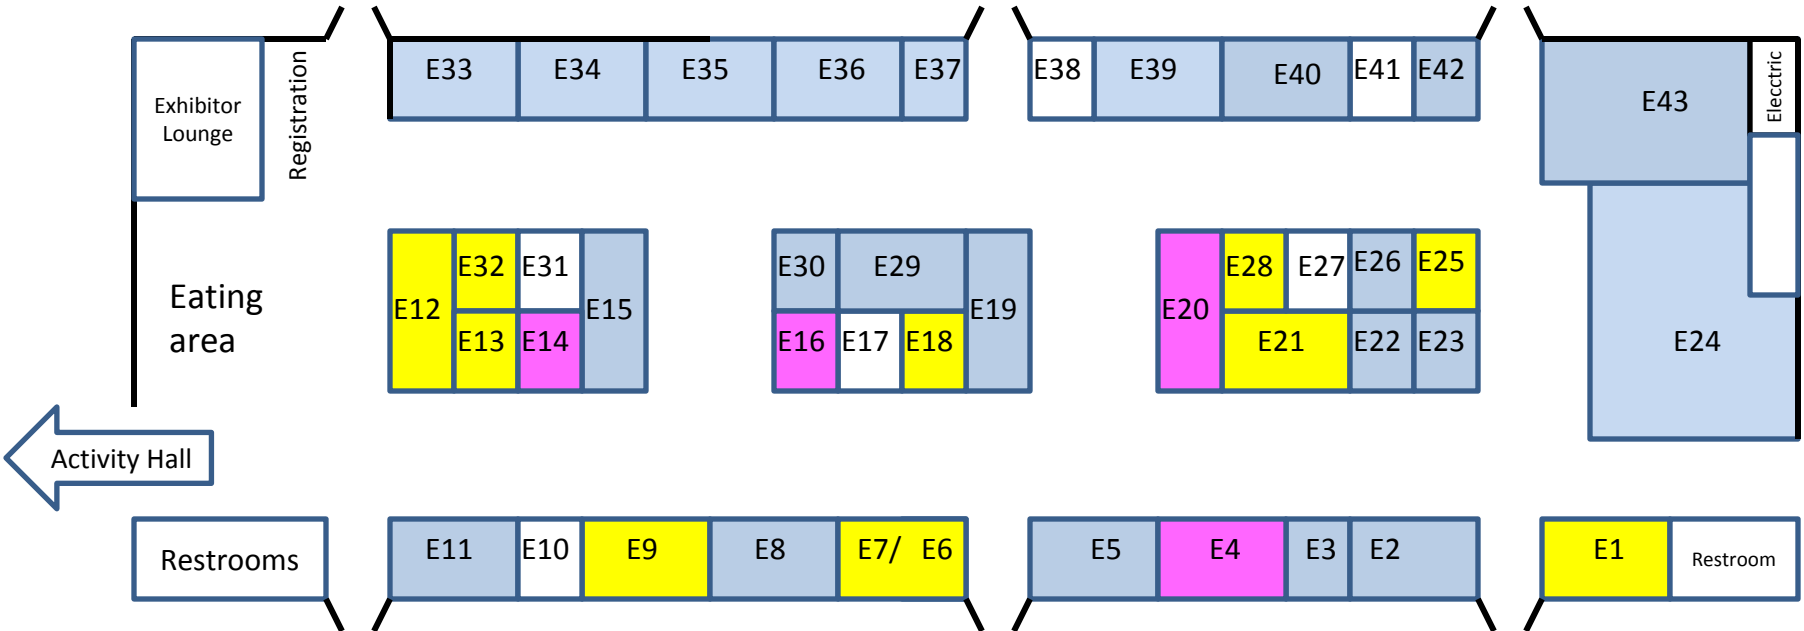 E33
E34
E35
E36
E37
E38
E39
E40
E41
E42
E43
Elecctric
Exhibitor
Lounge
Registration
E32
E31
E30
E29
E28
E27
E26
E25
Eating
area
E12
E15
E19
E20
E13
E14
E16
E17
E18
E21
E22
E23
E24
Activity Hall
Restrooms
E11
E10
E9
E8
E7/ E6
E5
E4
E3
E2
E1
Restroom